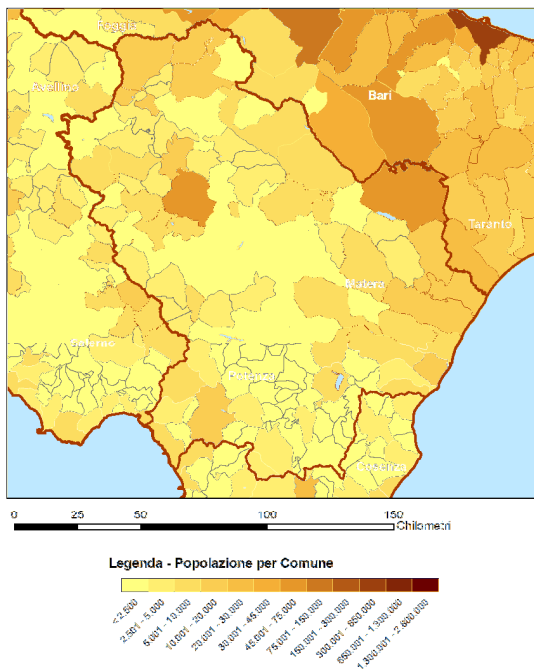 Foggia
Avellino
Bari
Taranto
Matera
Salerno
Potenza
Cosenza
0 25 50 100 150
Chilometri
Legenda - Popolazione per Comune
< 2.500
2.501 - 5.000
5.001 - 10.000
10.001 - 20.000
20.001 - 30.000
30.001 - 45.000
45.001 - 75.000
75.001 - 150.000
150.001 - 300.000
300.001 - 650.000
650.001 - 1.300.000
1.300.001 - 2.600.000